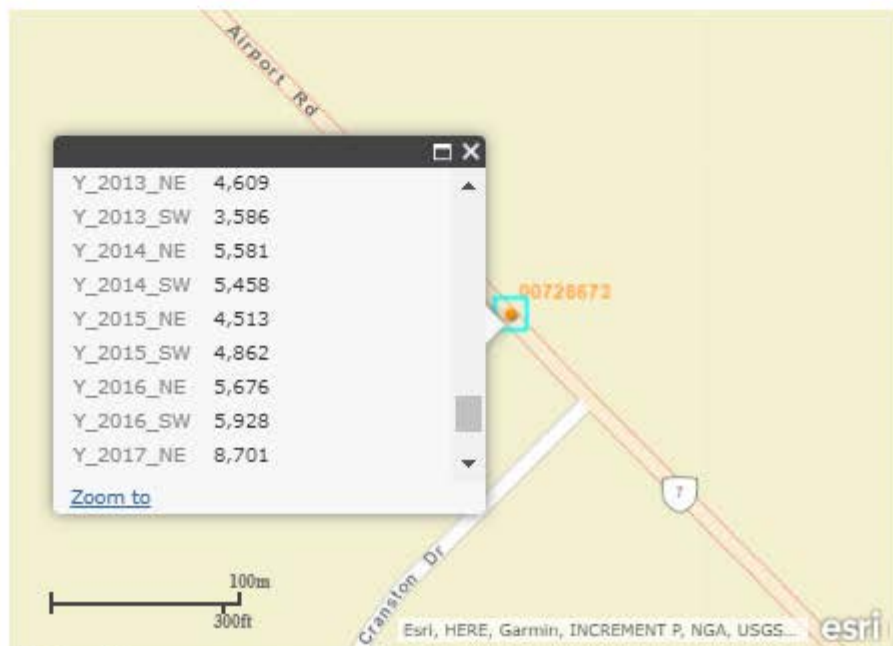 Airport Rd
Y_2013_NE 4,609
Y_2013_SW 3,586
Y_2014_NE 5,581
Y_2014_SW 5,458
Y_2015_NE 4,513
Y_2015_SW 4,862
Y_2016_NE 5,676
Y_2016_SW 5,928
Y_2017_NE 8,701
Zoom to
00728673
7
Cranston Dr
100m
300ft
Esri, HERE, Garmin, INCREMENT P, NGA, USGS...
esri